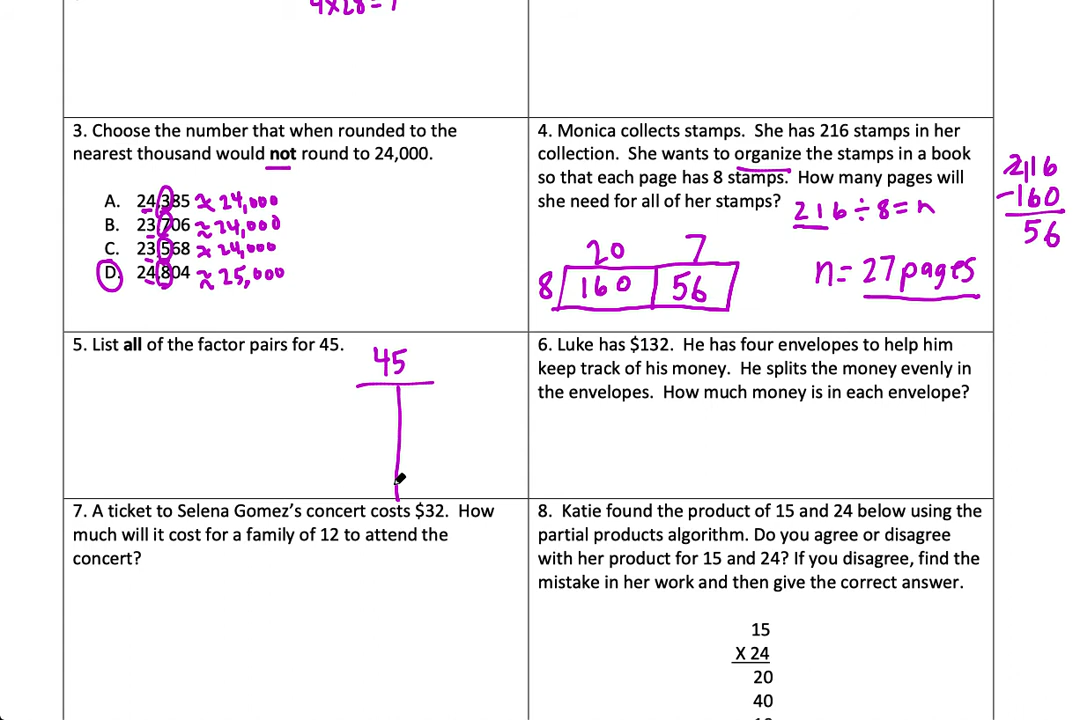 4x28=
3. Choose the number that when rounded to the
nearest thousand would not round to 24,000.
A. 24,385 ≈ 24,000
B. 23,706 ≈ 24,000
C. 23,568 ≈ 24,000
D. 24,804 ≈ 25,000
4. Monica collects stamps. She has 216 stamps in her
collection. She wants to organize the stamps in a book
so that each page has 8 stamps. How many pages will
she need for all of her stamps?
216÷8=n
20 7
8 160 56
n= 27 pages
216
-160
56
5. List all of the factor pairs for 45.
45
6. Luke has $132. He has four envelopes to help him
keep track of his money. He splits the money evenly in
the envelopes. How much money is in each envelope?
7. A ticket to Selena Gomez’s concert costs $32. How
much will it cost for a family of 12 to attend the
concert?
8. Katie found the product of 15 and 24 below using the
partial products algorithm. Do you agree or disagree
with her product for 15 and 24? If you disagree, find the
mistake in her work and then give the correct answer.
15
X 24
20
40